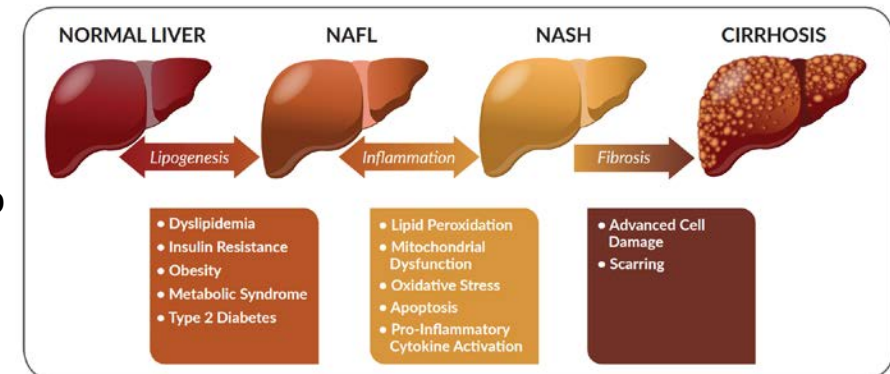 NORMAL LIVER
NAFL
NASH
CIRRHOSIS
Lipogenesis
Inflammation
Fibrosis
• Dyslipidemia
• Insulin Resistance
• Obesity
• Metabolic Syndrome
• Type 2 Diabetes
• Lipid Peroxidation
• Mitochondrial
Dysfunction
• Oxidative Stress
• Apoptosis
• Pro-Inflammatory
Cytokine Activation
• Advanced Cell
Damage
• Scarring